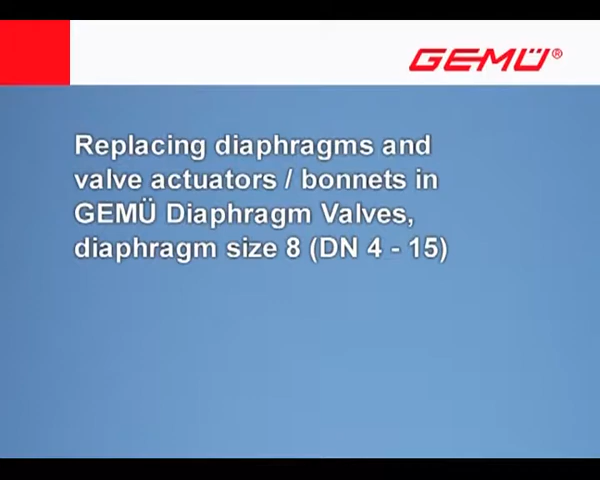 GEMÜ®
Replacing diaphragms and
valve actuators / bonnets in
GEMÜ Diaphragm Valves,
diaphragm size 8 (DN 4 - 15)